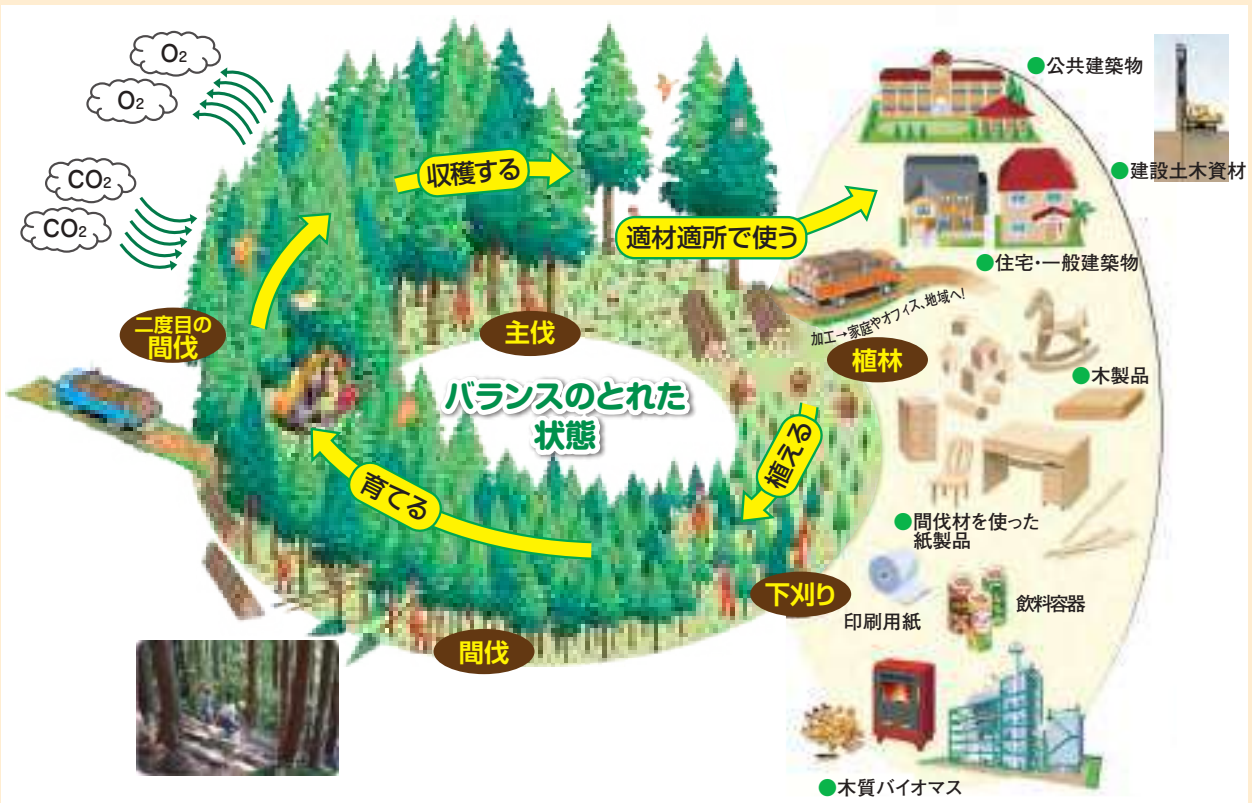 O2
O2
CO2
CO2
収穫する
適材適所で使う
●公共建築物
●建設土木資材
●住宅・一般建築物
加工→家庭やオフィス、地域へ!
二度目の
間伐
主伐
植林
バランスのとれた
状態
●木製品
植える
育てる
●間伐材を使った
紙製品
下刈り
印刷用紙
飲料容器
間伐
●木質バイオマス